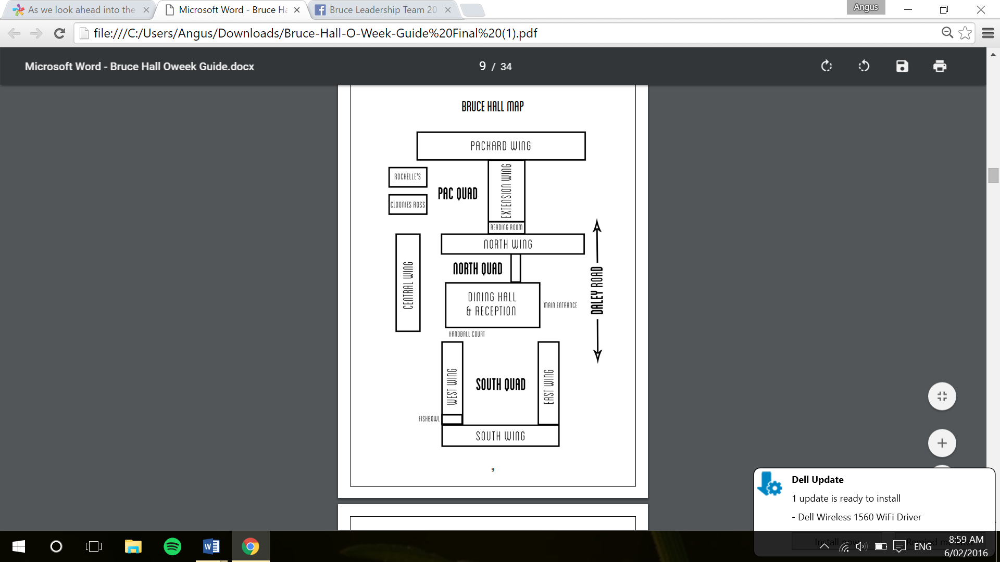 As we look ahead into the
Microsoft Word - Bruce Ha
Bruce Leadership Team 20
Angus
file:///C:/Users/Angus/Downloads/Bruce-Hall-O-Week-Guide%20Final%20(1).pdf
Microsoft Word - Bruce Hall Oweek Guide.docx
9 / 34
BRUCE HALL MAP
PACKARD WING
ROCHELLE'S
EXTENSION WING
PAC QUAD
CLOONIES ROSS
READING ROOM
NORTH WING
CENTRAL WING
NORTH QUAD
DALEY ROAD
DINING HALL
& RECEPTION
MAIN ENTRANCE
HANDBALL COURT
WEST WING
SOUTH QUAD
EAST WING
FISHBOWL
SOUTH WING
9
Dell Update
1 update is ready to install
- Dell Wireless 1560 WiFi Driver
Install now
Remind me later
ENG
8:59 AM
6/02/2016